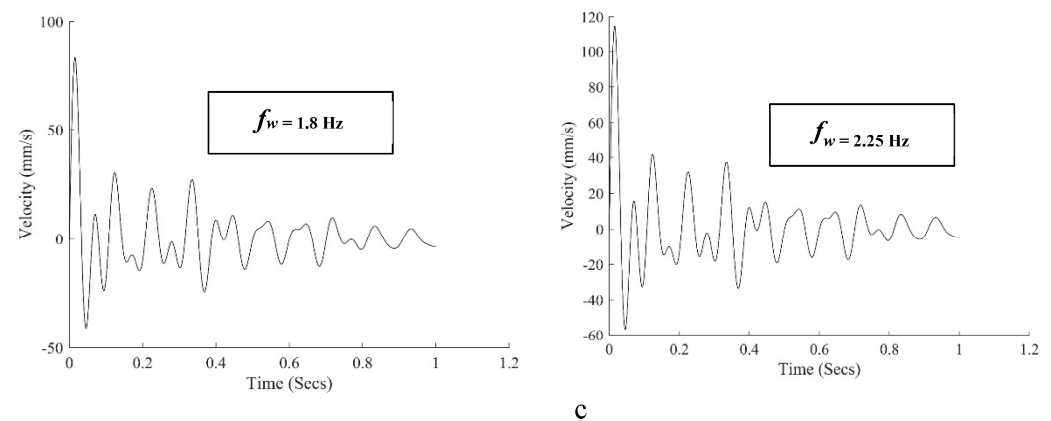 100
50
0
-50
Velocity (mm/s)
f w = 1.8 Hz
0 0.2 0.4 0.6 0.8 1 1.2
Time (Secs)
120
100
80
60
40
20
0
-20
-40
-60
Velocity (mm/s)
f w = 2.25 Hz
0 0.2 0.4 0.6 0.8 1 1.2
Time (Secs)
c